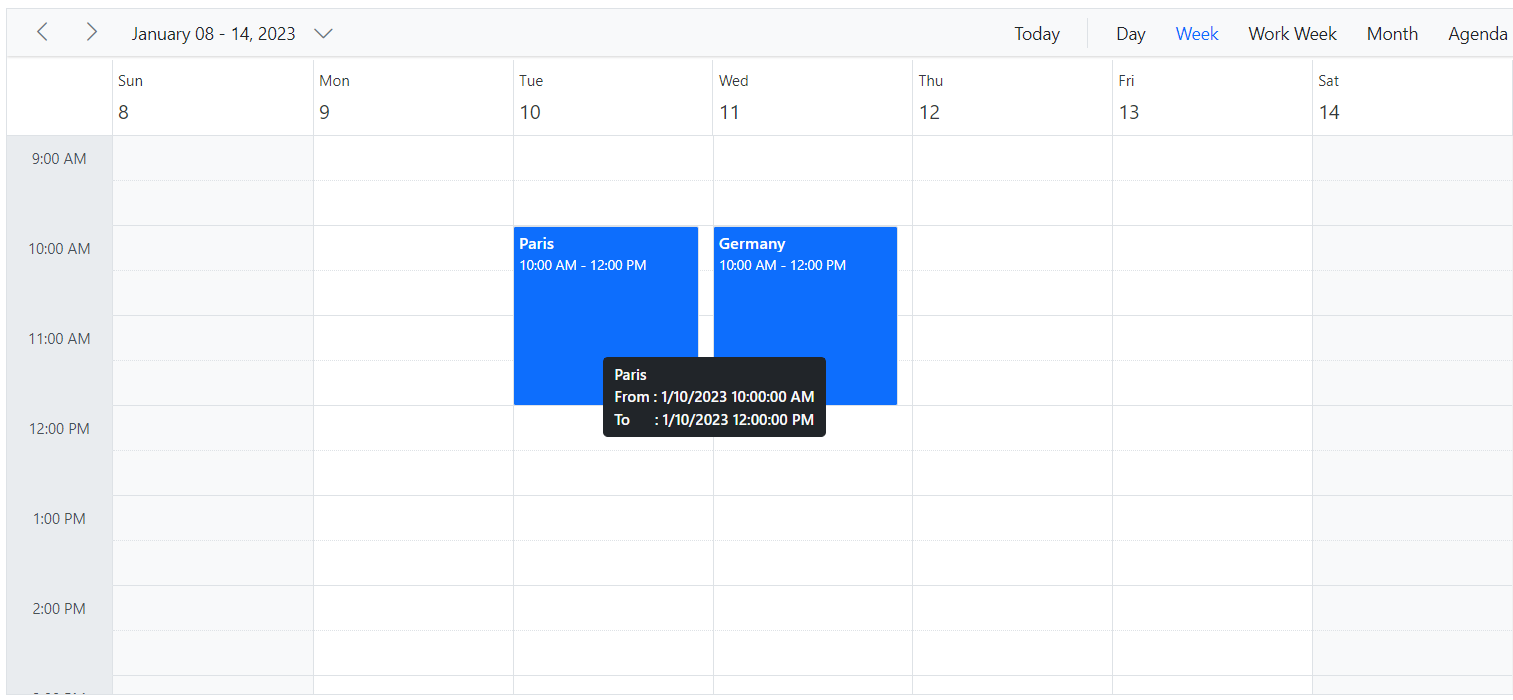 January 08 - 14, 2023 Today Day Week Work Week Month Agenda
Sun Mon Tue Wed Thu Fri Sat
8 9 10 11 12 13 14
9:00 AM
10:00 AM
Paris Germany
10:00 AM - 12:00 PM 10:00 AM - 12:00 PM
11:00 AM
Paris
From : 1/10/2023 10:00:00 AM
To : 1/10/2023 12:00:00 PM
12:00 PM
1:00 PM
2:00 PM